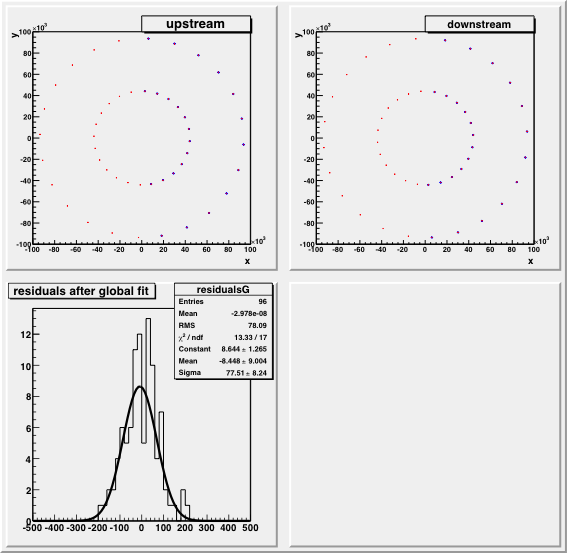 upstream
y
100 ×10³
80
60
40
20
0
-20
-40
-60
-80
-100
-100 -80 -60 -40 -20 0 20 40 60 80 100
×10³
x
downstream
y
100 ×10³
80
60
40
20
0
-20
-40
-60
-80
-100
-100 -80 -60 -40 -20 0 20 40 60 80 100
×10³
x
residuals after global fit
residualsG
Entries 96
Mean -2.978e-08
RMS 78.09
χ² / ndf 13.33 / 17
Constant 8.644 ± 1.265
Mean -8.448 ± 9.004
Sigma 77.51 ± 8.24
12
10
8
6
4
2
0
-500 -400 -300 -200 -100 0 100 200 300 400 500